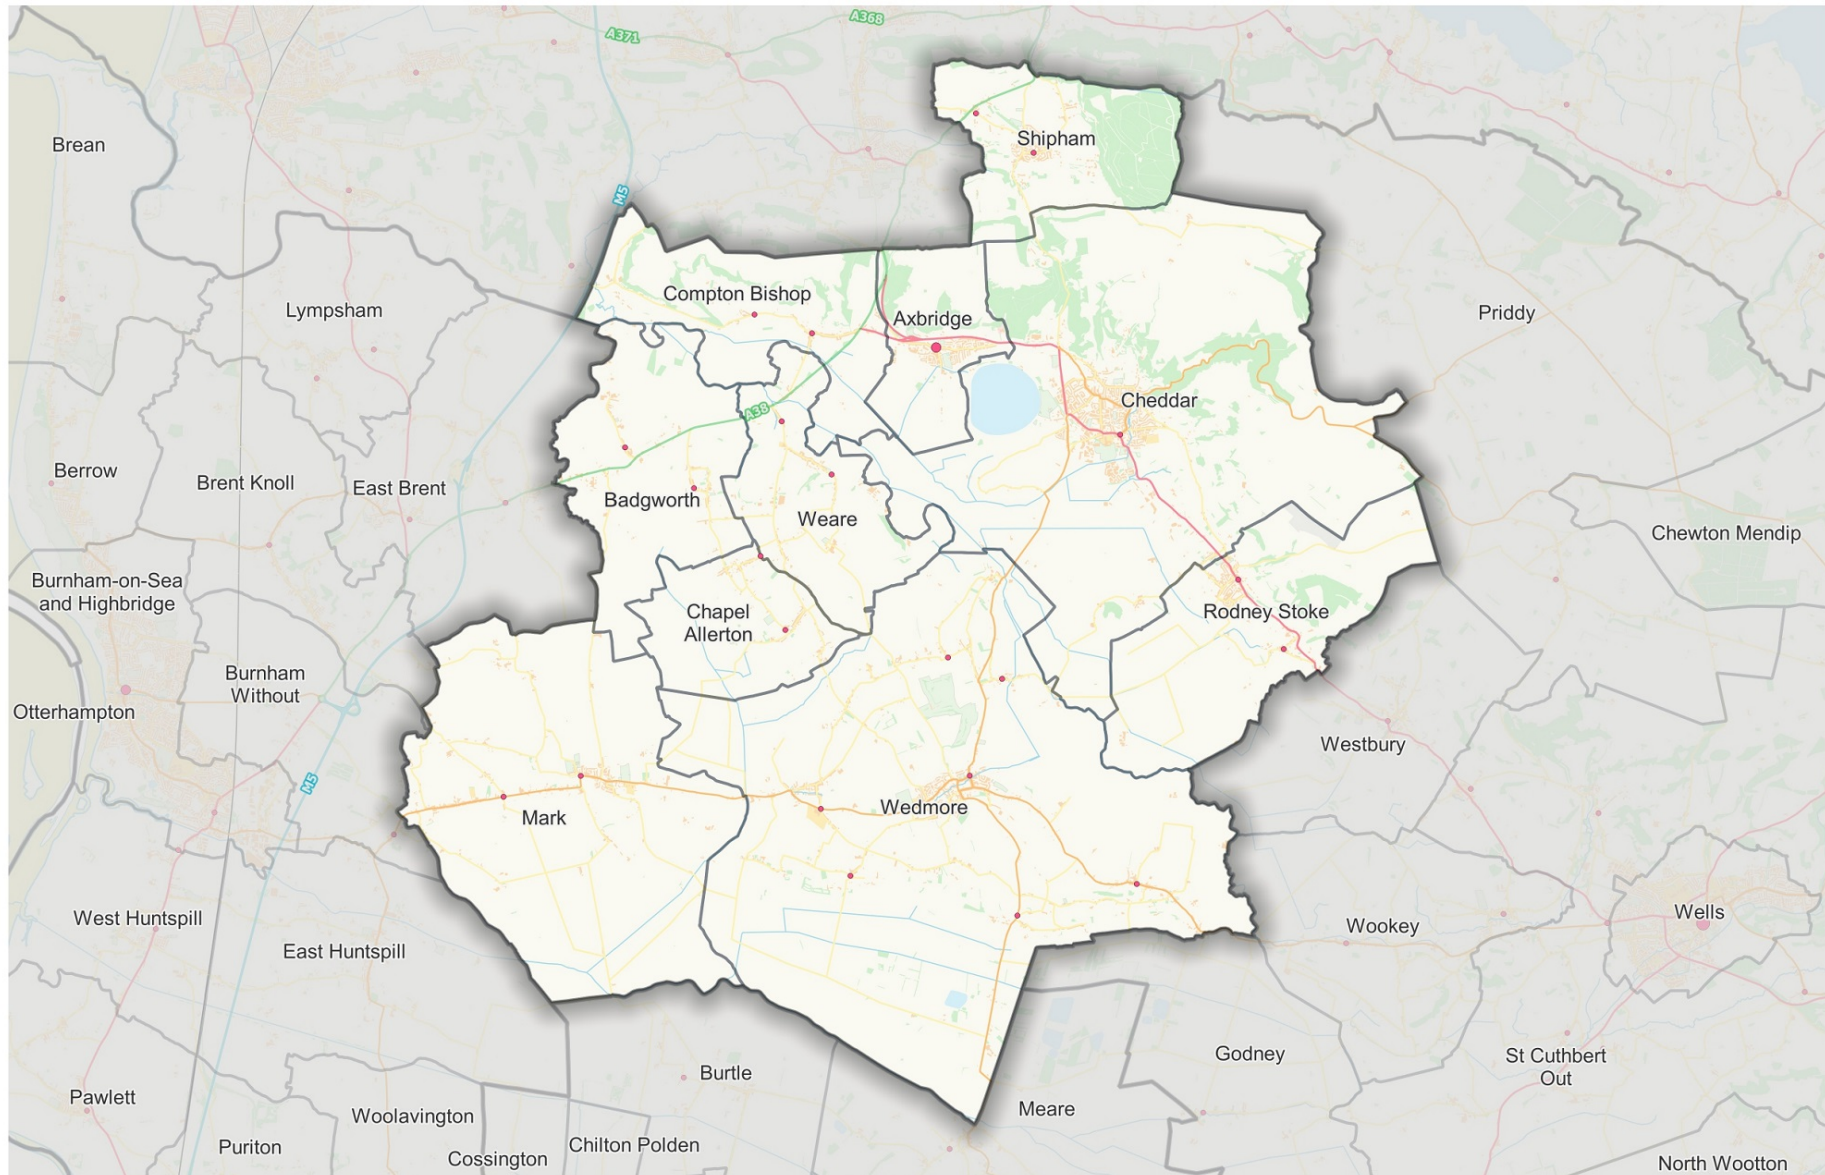 A368
A371
Brean
Shipham
M5
Lympsham
Compton Bishop
Axbridge
Priddy
Cheddar
A38
Berrow
Brent Knoll
East Brent
Badgworth
Weare
Chewton Mendip
Burnham-on-Sea
and Highbridge
Chapel
Allerton
Rodney Stoke
Burnham
Without
Otterhampton
Westbury
M5
Mark
Wedmore
West Huntspill
East Huntspill
Wookey
Wells
Burtle
Godney
St Cuthbert
Out
Pawlett
Woolavington
Meare
Puriton
Cossington
Chilton Polden
North Wootton